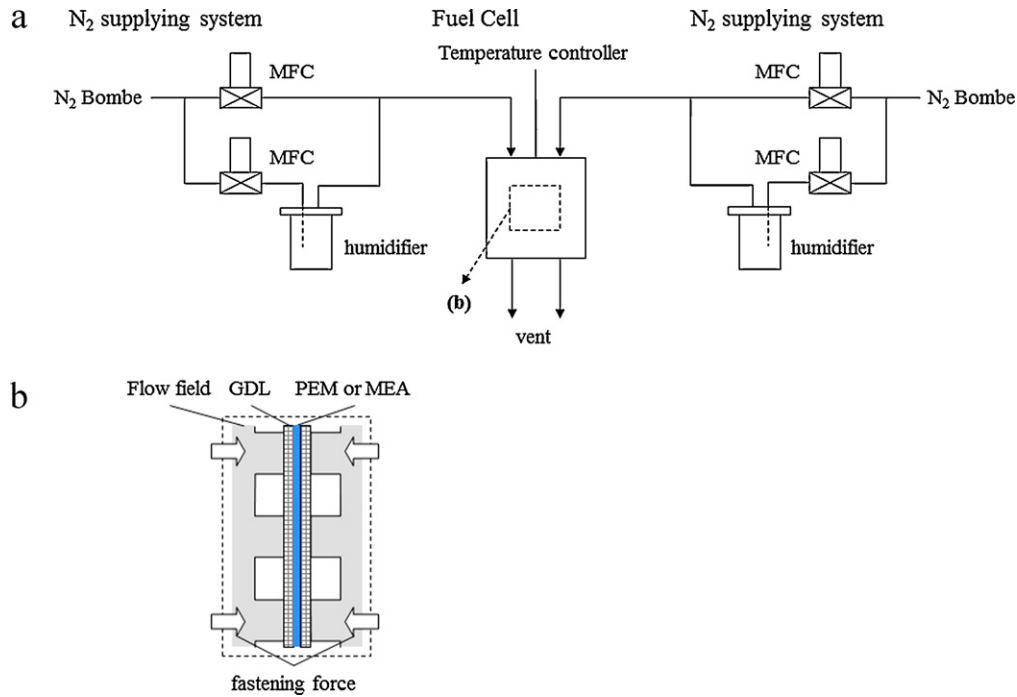 a
N2 supplying system
Fuel Cell
N2 supplying system
Temperature controller
MFC
MFC
N2 Bombe
N2 Bombe
MFC
MFC
humidifier
humidifier
(b)
vent
b
Flow field GDL PEM or MEA
fastening force